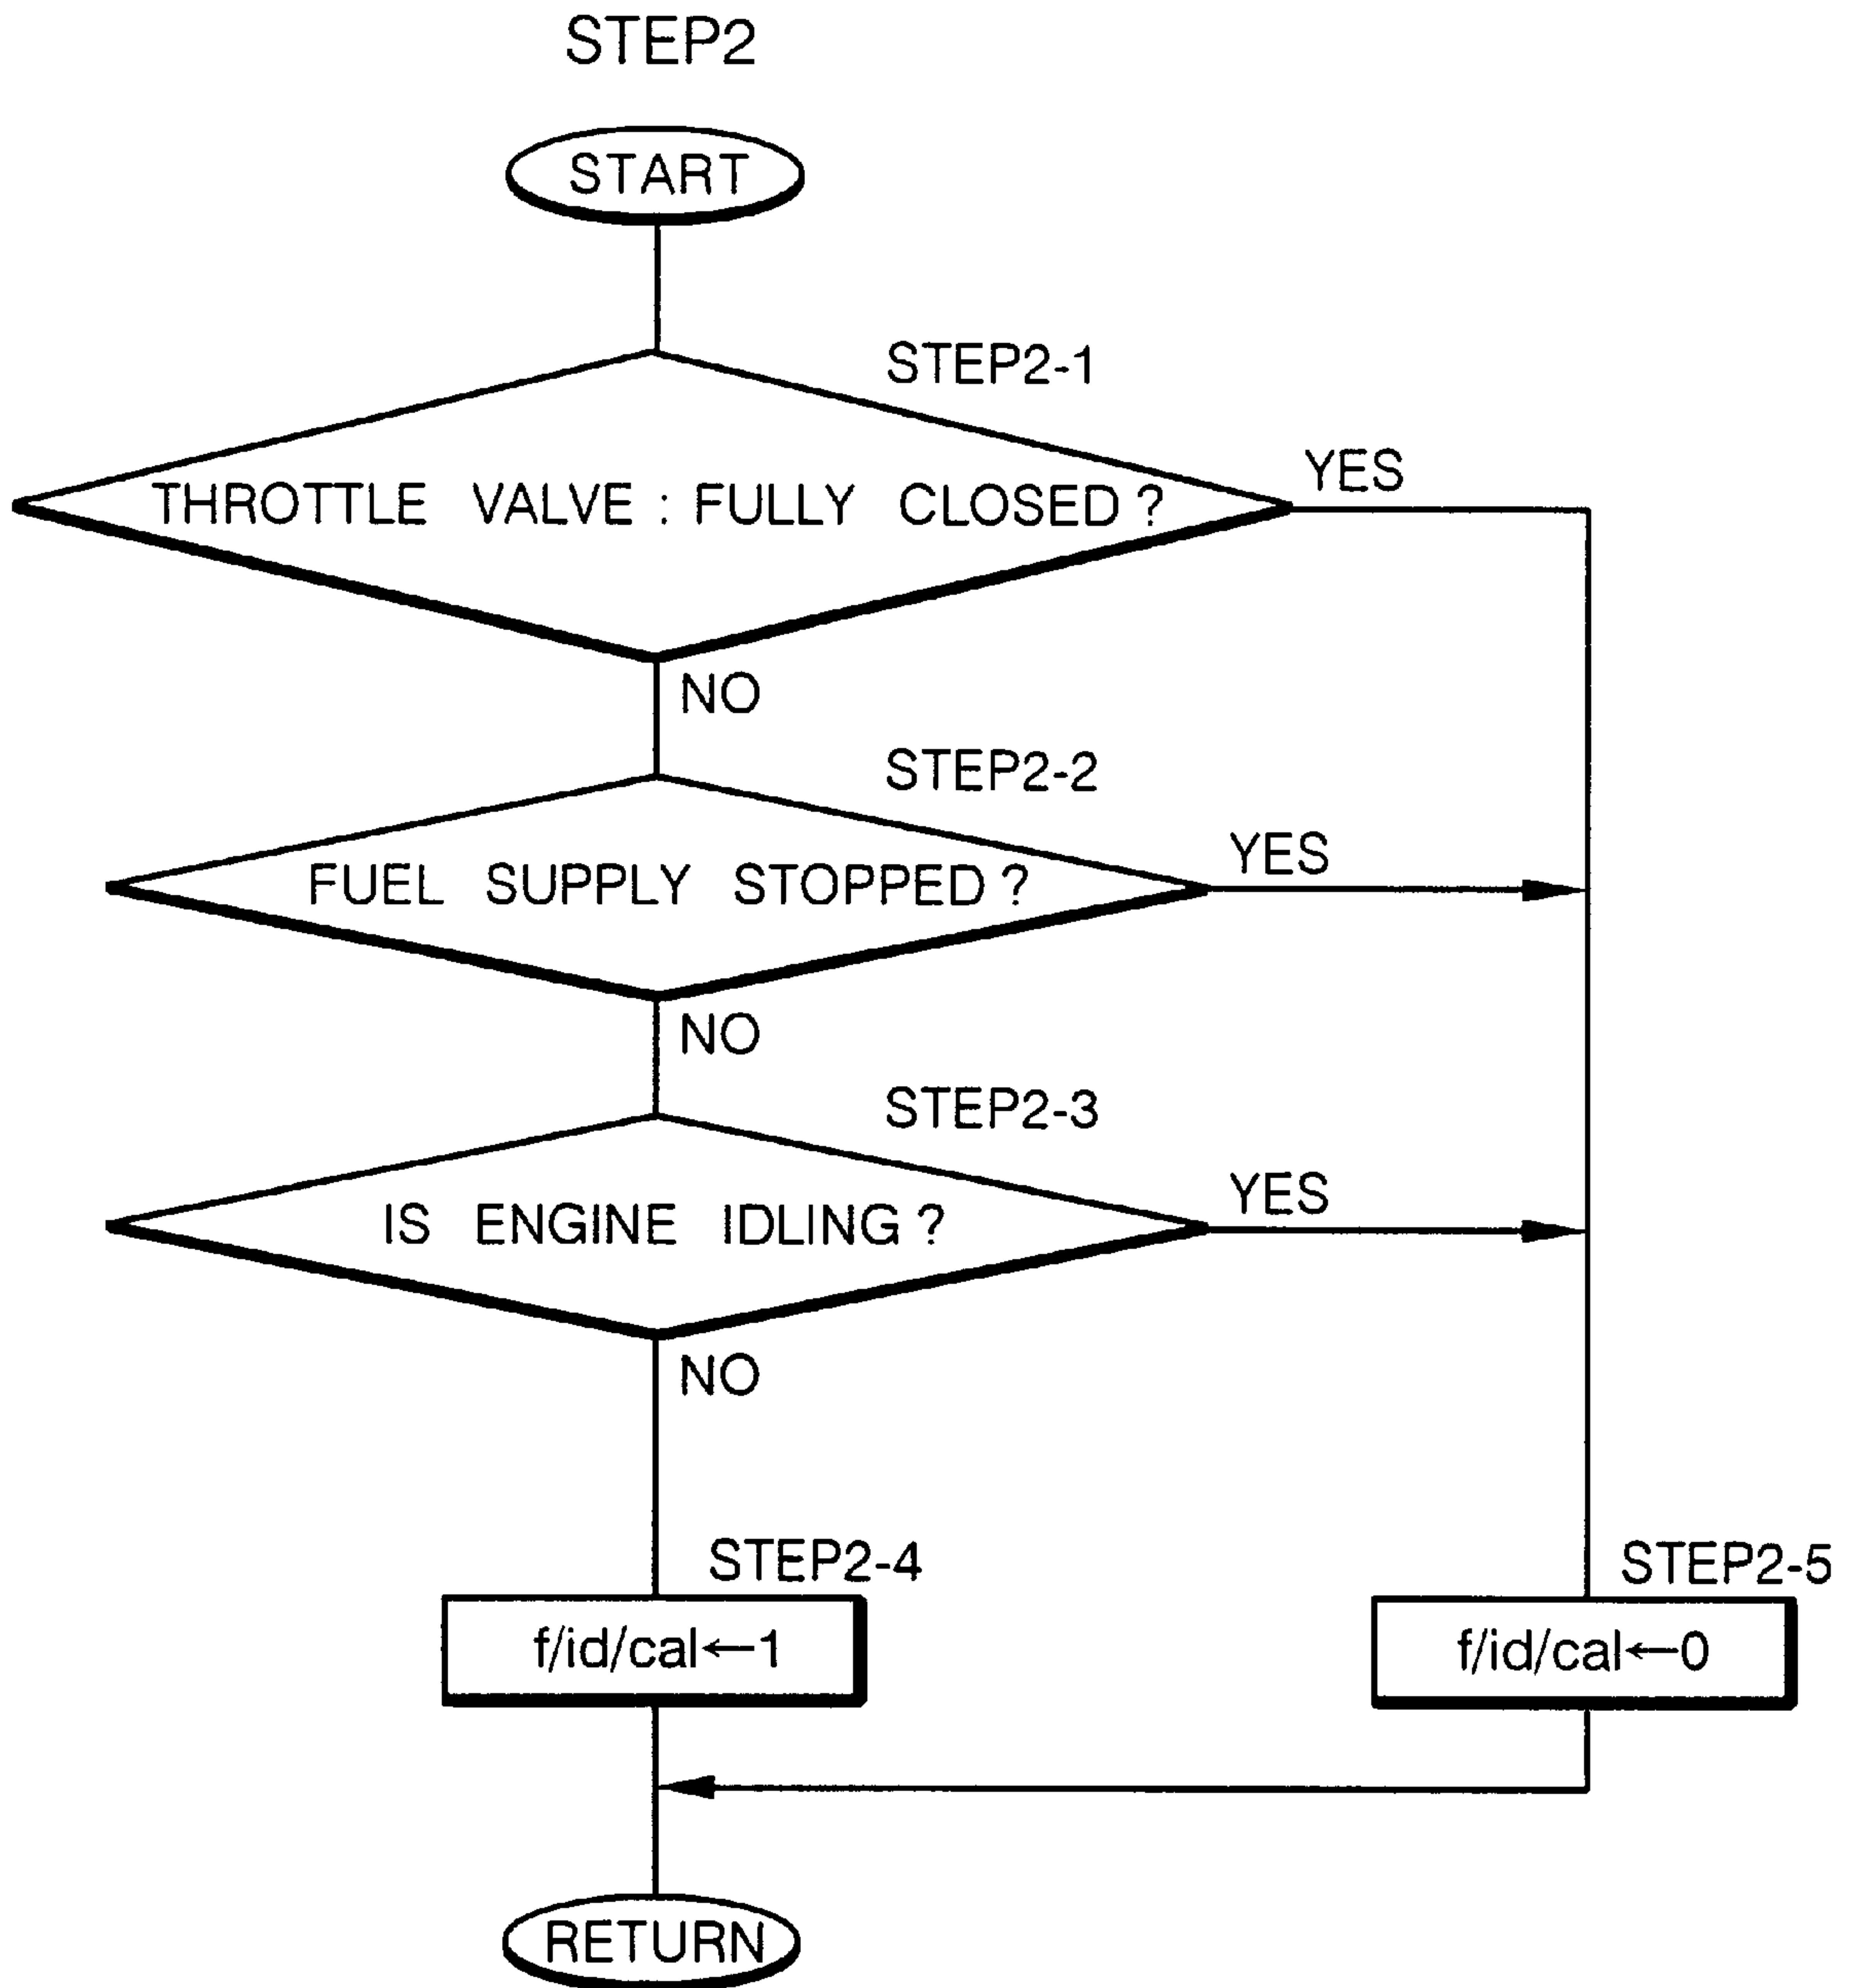 STEP2
START
STEP2-1
YES
THROTTLE VALVE : FULLY CLOSED ?
NO
STEP2-2
YES
FUEL SUPPLY STOPPED ?
NO
STEP2-3
YES
IS ENGINE IDLING ?
NO
STEP2-4
STEP2-5
f/id/cal←1
f/id/cal←0
RETURN